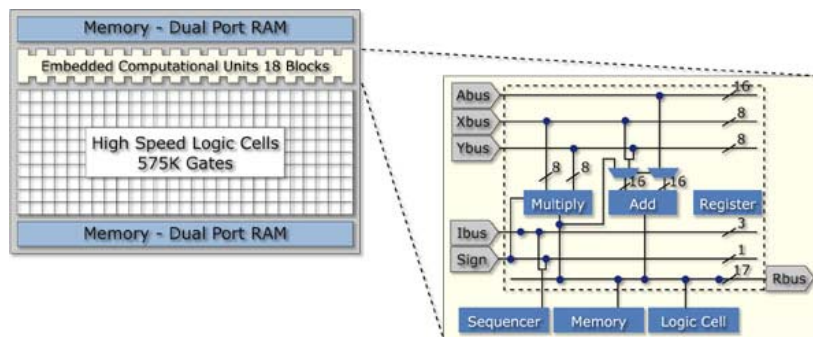 Memory - Dual Port RAM
Embedded Computational Units 18 Blocks
High Speed Logic Cells
575K Gates
Memory - Dual Port RAM
Abus
16
Xbus
8
Ybus
8
8
8
16
16
Multiply
Add
Register
Ibus
3
Sign
1
17
Rbus
Sequencer
Memory
Logic Cell